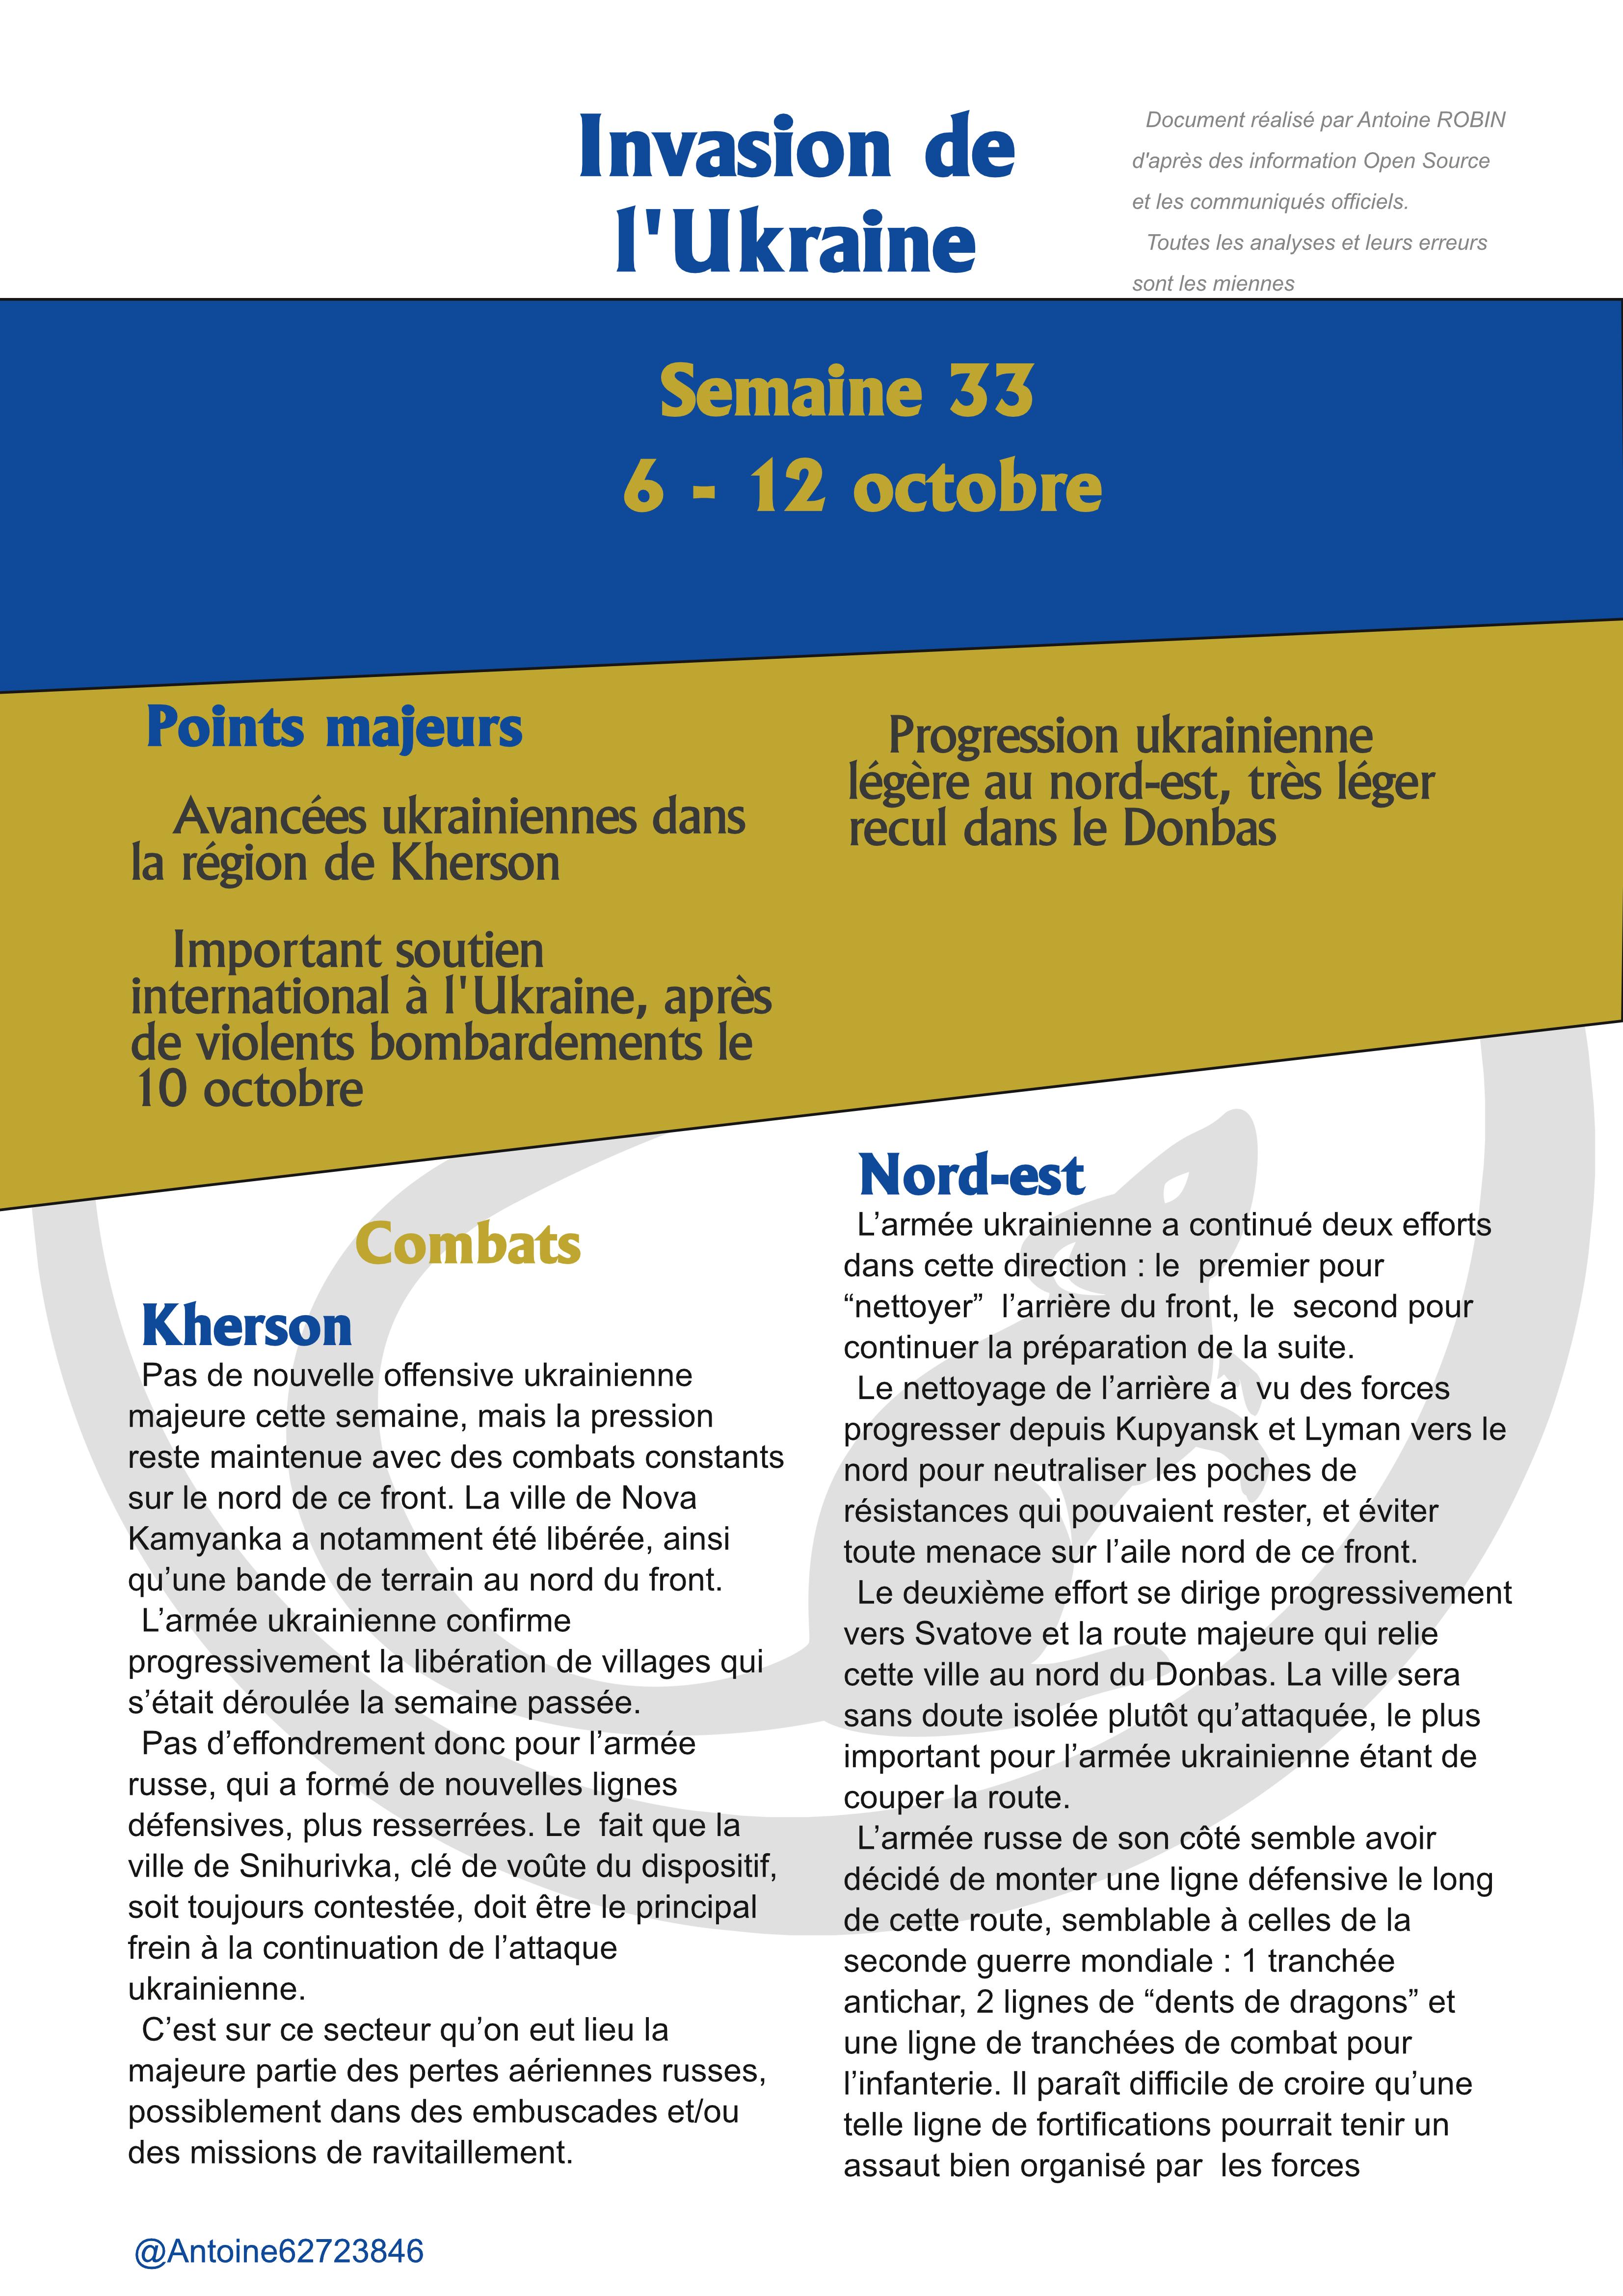 Invasion de
l'Ukraine
Document réalisé par Antoine ROBIN
d'après des information Open Source
et les communiqués officiels.
Toutes les analyses et leurs erreurs
sont les miennes
Semaine 33
6 - 12 octobre
Points majeurs
Avancées ukrainiennes dans
la région de Kherson
Important soutien
international à l'Ukraine, après
de violents bombardements le
10 octobre
Progression ukrainienne
légère au nord-est, très léger
recul dans le Donbas
Combats
Kherson
Pas de nouvelle offensive ukrainienne
majeure cette semaine, mais la pression
reste maintenue avec des combats constants
sur le nord de ce front. La ville de Nova
Kamyanka a notamment été libérée, ainsi
qu’une bande de terrain au nord du front.
L’armée ukrainienne confirme
progressivement la libération de villages qui
s’était déroulée la semaine passée.
Pas d’effondrement donc pour l’armée
russe, qui a formé de nouvelles lignes
défensives, plus resserrées. Le  fait que la
ville de Snihurivka, clé de voûte du dispositif,
soit toujours contestée, doit être le principal
frein à la continuation de l’attaque
ukrainienne.
C’est sur ce secteur qu’on eut lieu la
majeure partie des pertes aériennes russes,
possiblement dans des embuscades et/ou
des missions de ravitaillement.
Nord-est
L’armée ukrainienne a continué deux efforts
dans cette direction : le  premier pour
“nettoyer”  l’arrière du front, le  second pour
continuer la préparation de la suite.
Le nettoyage de l’arrière a  vu des forces
progresser depuis Kupyansk et Lyman vers le
nord pour neutraliser les poches de
résistances qui pouvaient rester, et éviter
toute menace sur l’aile nord de ce front.
Le deuxième effort se dirige progressivement
vers Svatove et la route majeure qui relie
cette ville au nord du Donbas. La ville sera
sans doute isolée plutôt qu’attaquée, le plus
important pour l’armée ukrainienne étant de
couper la route.
L’armée russe de son côté semble avoir
décidé de monter une ligne défensive le long
de cette route, semblable à celles de la
seconde guerre mondiale : 1 tranchée
antichar, 2 lignes de “dents de dragons” et
une ligne de tranchées de combat pour
l’infanterie. Il paraît difficile de croire qu’une
telle ligne de fortifications pourrait tenir un
assaut bien organisé par  les forces
@Antoine62723846